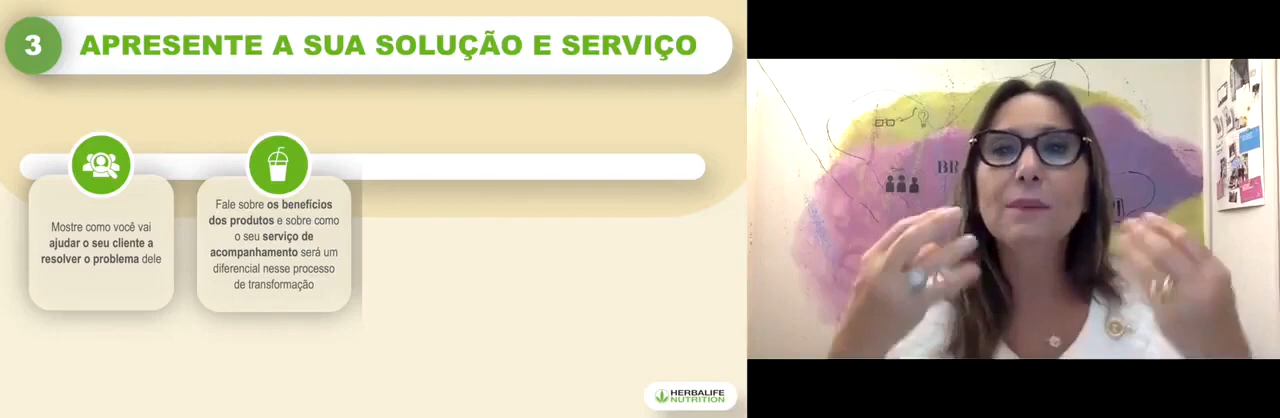 3
APRESENTE A SUA SOLUÇÃO E SERVIÇO
Mostre como você vai
ajudar o seu cliente a
resolver o problema dele
Fale sobre os benefícios
dos produtos e sobre como
o seu serviço de
acompanhamento será um
diferencial nesse processo
de transformação
BR
HERBALIFE
NUTRITION